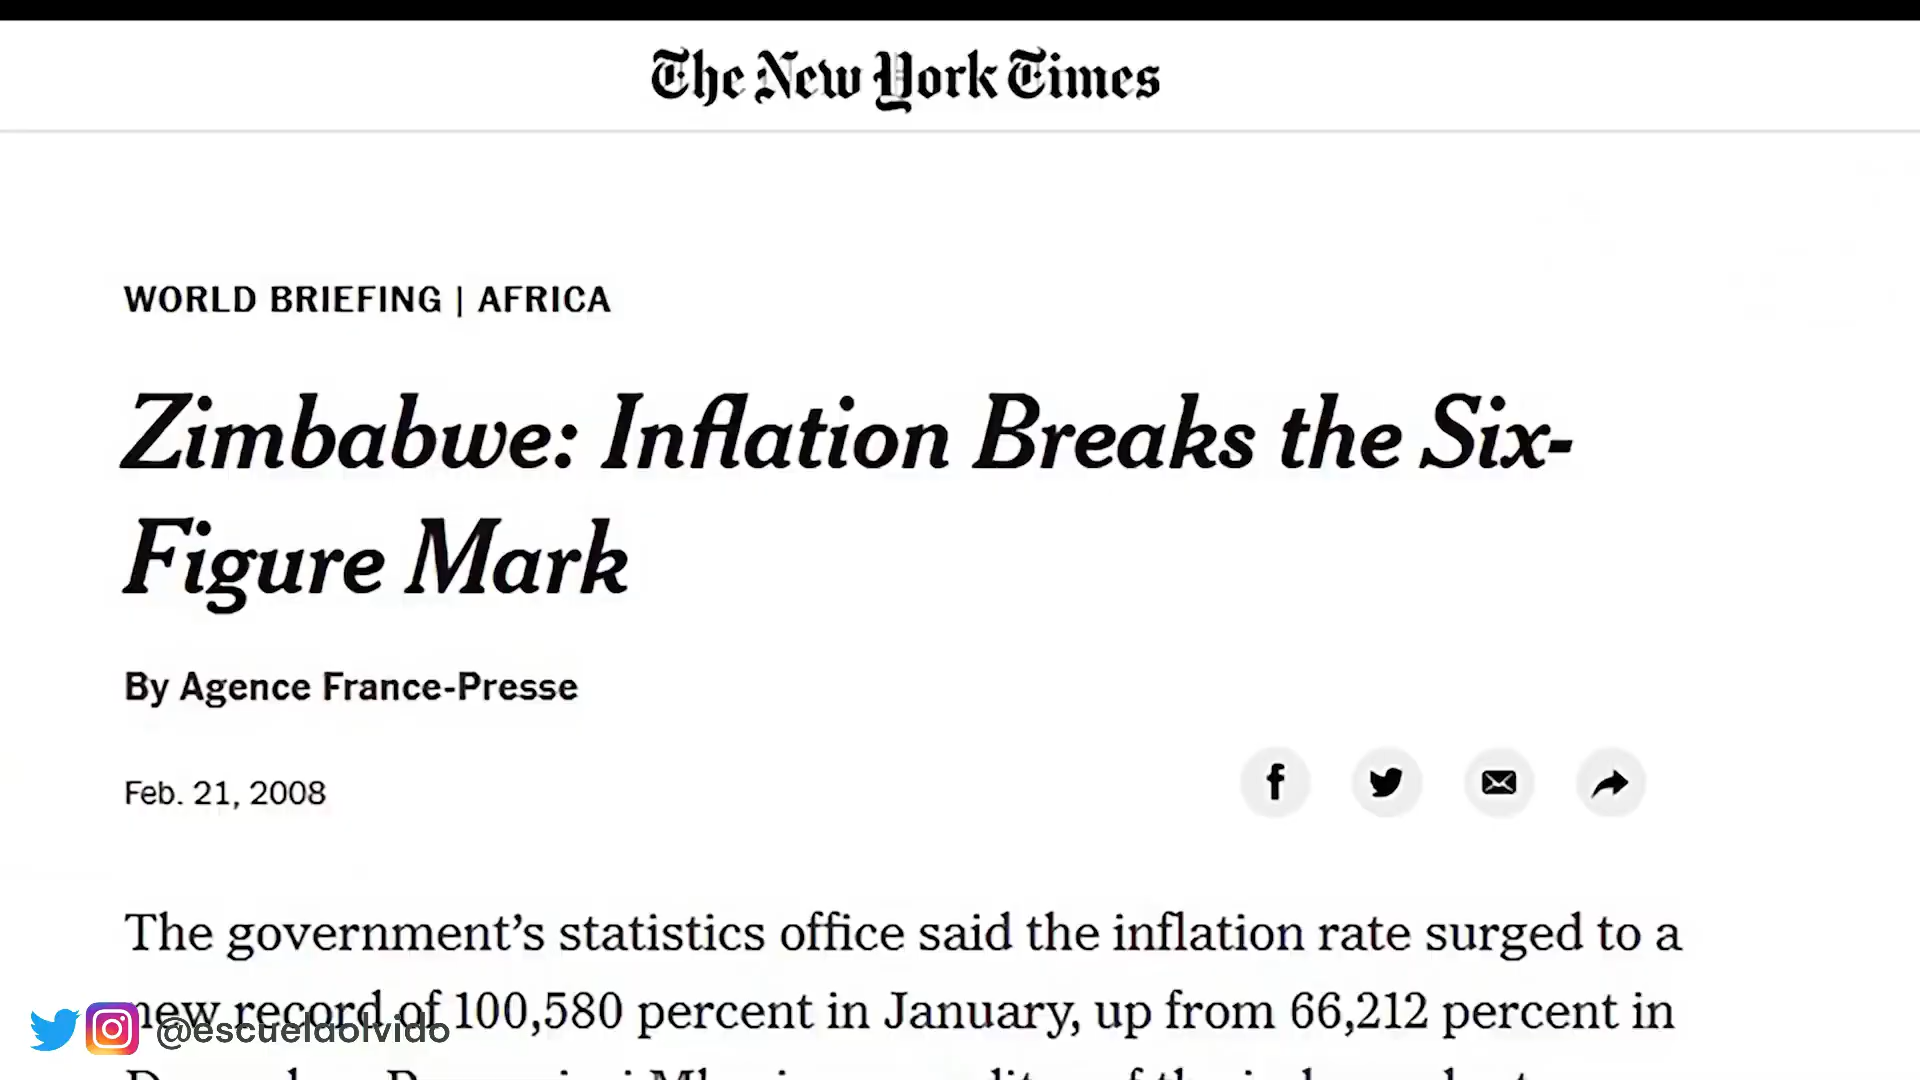 The New York Times
WORLD BRIEFING | AFRICA
Zimbabwe: Inflation Breaks the Six-
Figure Mark
By Agence France-Presse
Feb. 21, 2008
The government’s statistics office said the inflation rate surged to a
new record of 100,580 percent in January, up from 66,212 percent in
@escuelaolvido